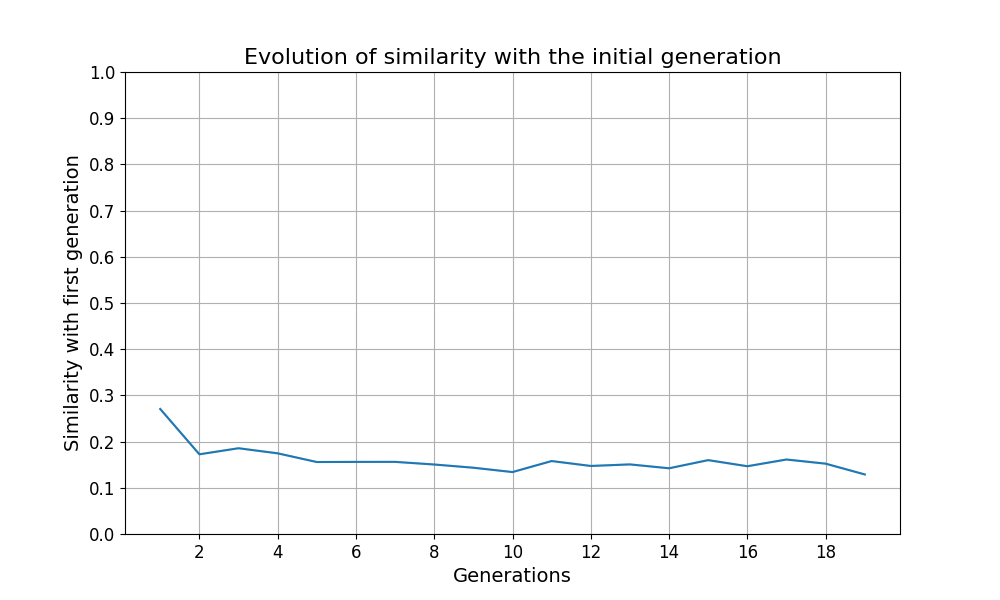 Evolution of similarity with the initial generation
1.0
0.9
0.8
0.7
0.6
0.5
0.4
0.3
0.2
0.1
0.0
Similarity with first generation
2 4 6 8 10 12 14 16 18
Generations